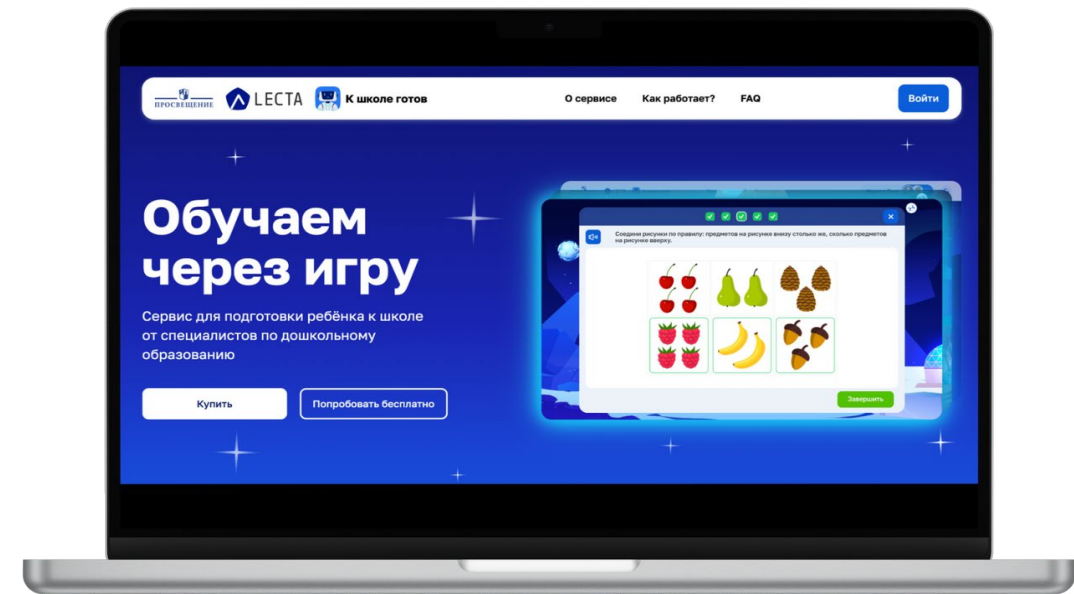 ПРОСВЕЩЕНИЕ LECTA К школе готов О сервисе Как работает? FAQ Войти
Обучаем
через игру
Сервис для подготовки ребёнка к школе
от специалистов по дошкольному
образованию
Купить Попробовать бесплатно
Соедини рисунки по правилу: предметов на рисунке внизу столько же, сколько предметов
на рисунке вверху.
Завершить